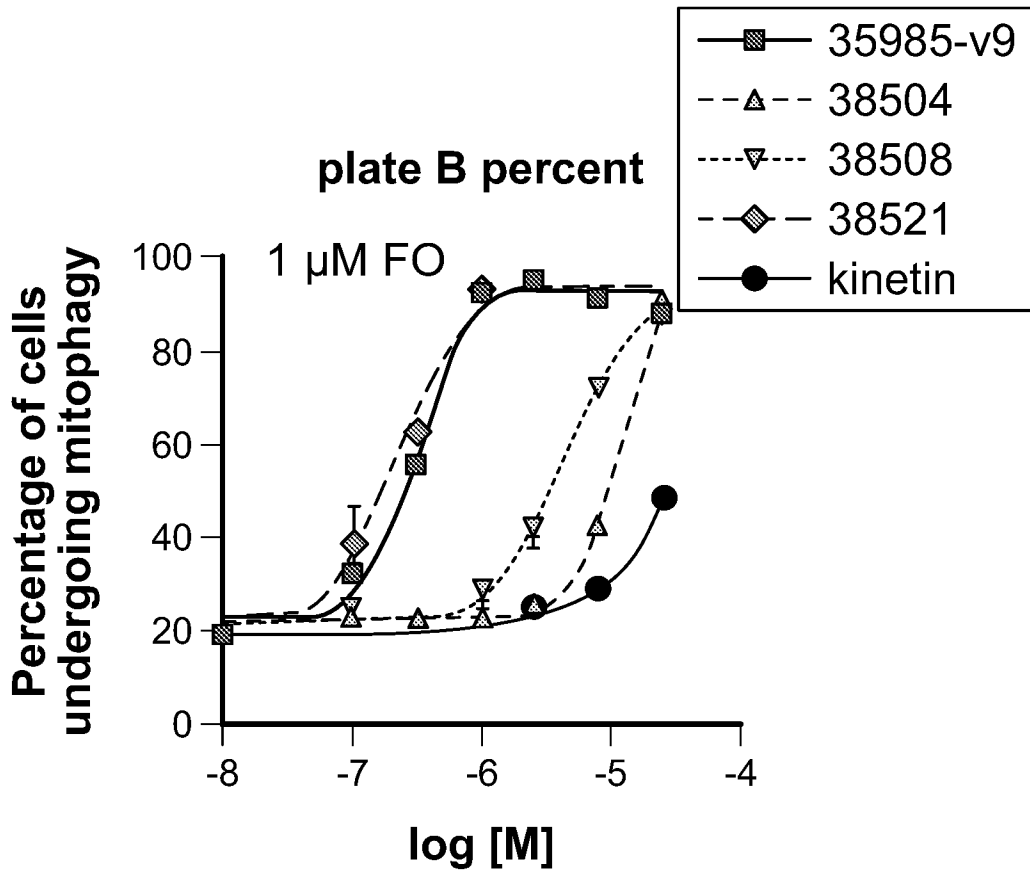 35985-v9
38504
38508
38521
kinetin
plate B percent
1 µM FO
Percentage of cells
undergoing mitophagy
100
80
60
40
20
0
-8
-7
-6
-5
-4
log [M]